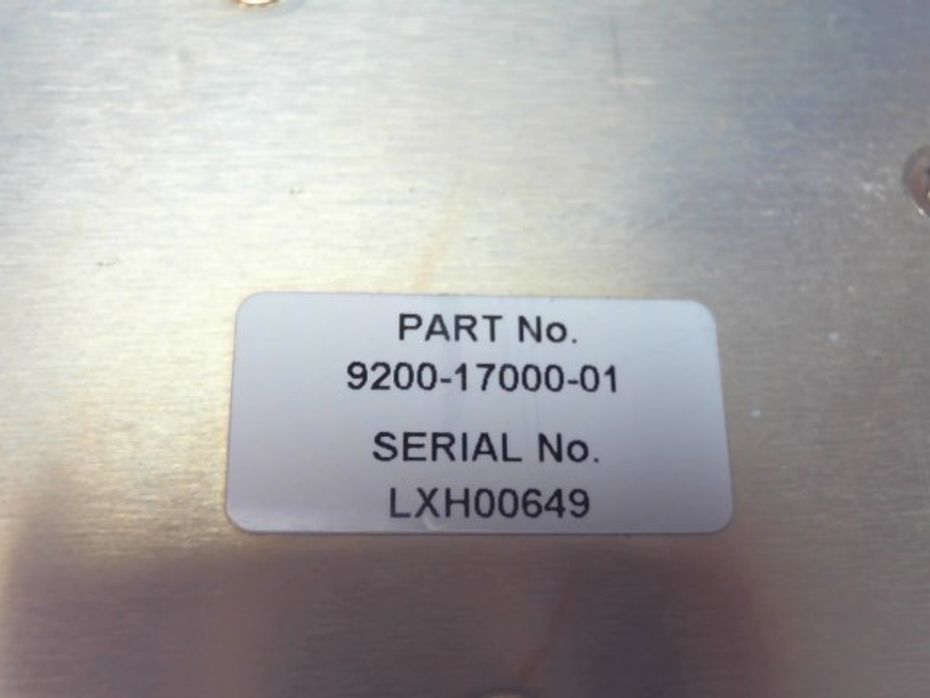 PART No.
9200-17000-01
SERIAL No.
LXH00649